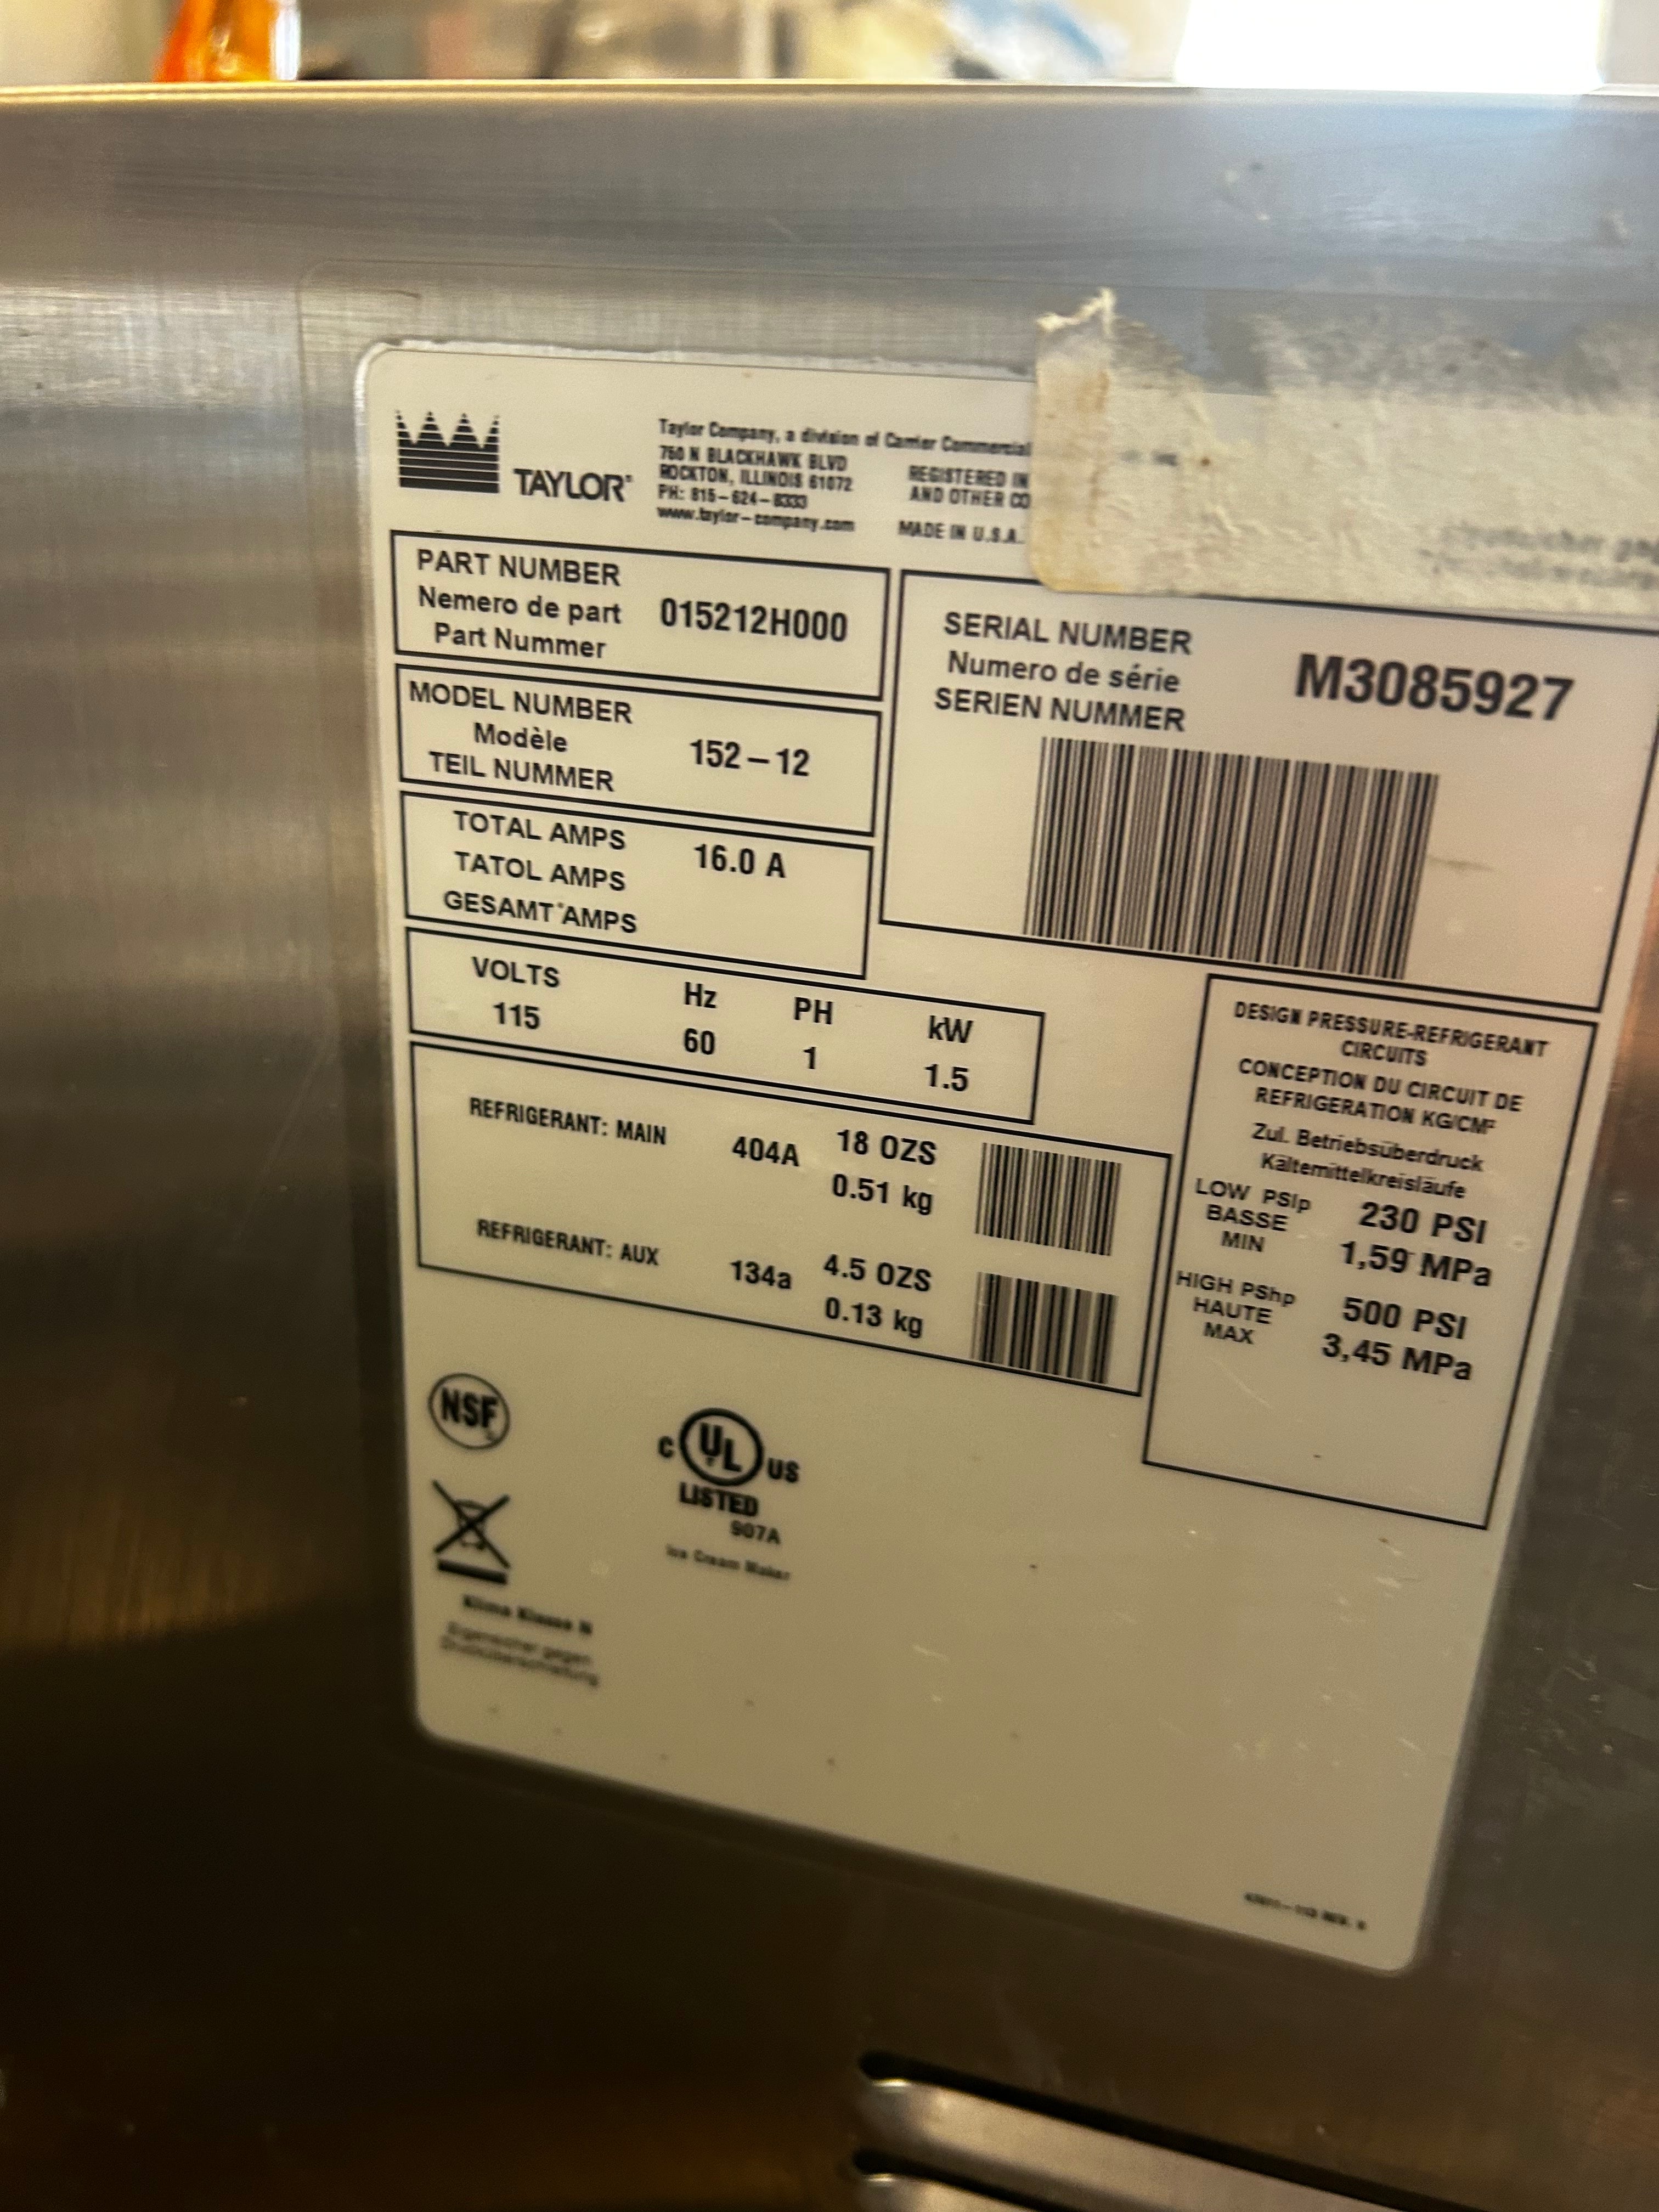 TAYLOR®
Taylor Company, a division of Carrier Commercial
750 N BLACKHAWK BLVD
ROCKTON, ILLINOIS 61072
PH: 815-624-8333
www.taylor-company.com
REGISTERED IN
AND OTHER CO
MADE IN U.S.A.
PART NUMBER
Nemero de part 015212H000
Part Nummer
SERIAL NUMBER
Numero de série M3085927
SERIEN NUMMER
MODEL NUMBER
Modèle 152-12
TEIL NUMMER
TOTAL AMPS 16.0 A
TATOL AMPS
GESAMT AMPS
VOLTS Hz PH kW
115 60 1 1.5
REFRIGERANT: MAIN 404A 18 OZS
0.51 kg
REFRIGERANT: AUX 134a 4.5 OZS
0.13 kg
DESIGN PRESSURE-REFRIGERANT
CIRCUITS
CONCEPTION DU CIRCUIT DE
REFRIGERATION KG/CM²
Zul. Betriebsüberdruck
Kältemittelkreisläufe
LOW PSIp 230 PSI
BASSE 1,59 MPa
MIN
HIGH PShp 500 PSI
HAUTE 3,45 MPa
MAX
NSF
C UL US
LISTED
907A
Ice Cream Maker
Klima Klasse N
Eigensicher gegen
Drucküberschreitung